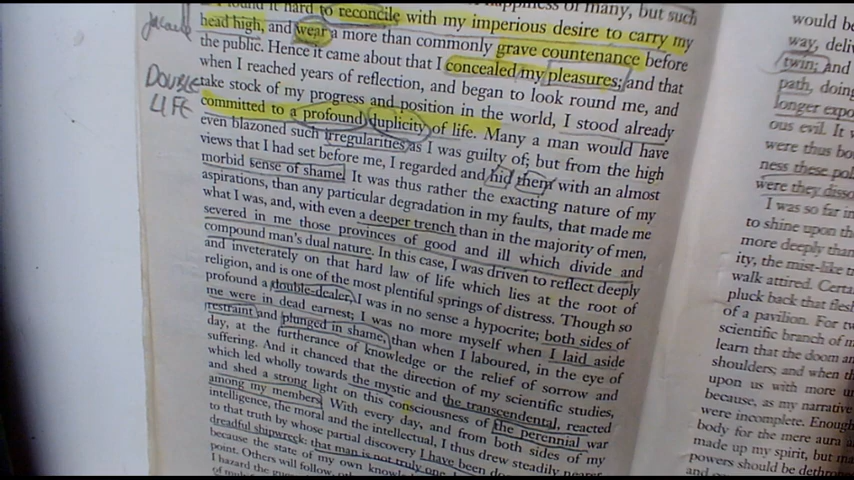 I found it hard to reconcile with my imperious desire to carry my
head high, and wear a more than commonly grave countenance before
the public. Hence it came about that I concealed my pleasures; and that
when I reached years of reflection, and began to look round me, and
DOUBLE
LIFE
take stock of my progress and position in the world, I stood already
committed to a profound duplicity of life. Many a man would have
even blazoned such irregularities as I was guilty of; but from the high
views that I had set before me, I regarded and hid them with an almost
morbid sense of shame. It was thus rather the exacting nature of my
aspirations, than any particular degradation in my faults, that made me
what I was, and, with even a deeper trench than in the majority of men,
severed in me those provinces of good and ill which divide and
compound man's dual nature. In this case, I was driven to reflect deeply
and inveterately on that hard law of life which lies at the root of
religion, and is one of the most plentiful springs of distress. Though so
profound a double-dealer, I was in no sense a hypocrite; both sides of
me were in dead earnest; I was no more myself when I laid aside
restraint and plunged in shame, than when I laboured, in the eye of
day, at the furtherance of knowledge or the relief of sorrow and
suffering. And it chanced that the direction of my scientific studies,
which led wholly towards the mystic and the transcendental, reacted
and shed a strong light on this consciousness of the perennial war
among my members. With every day, and from both sides of my
intelligence, the moral and the intellectual, I thus drew steadily nearer
to that truth by whose partial discovery I have been
dreadful shipwreck: that man is not truly one,
because the state of my own
point. Others will follow,
I hazard the
would be
way,
twin; and
path, doing
longer
ous evil. It
were thus
ness these
were they
I was so far in
to shine upon
more deeply than
ity, the mist-like
walk attired.
pluck back that
of a pavilion. For
scientific branch of
learn that the doom
shoulders; and when
upon us with more
because, as my narrative
were incomplete. Enough
body for the mere aura
made up my spirit,
powers should be